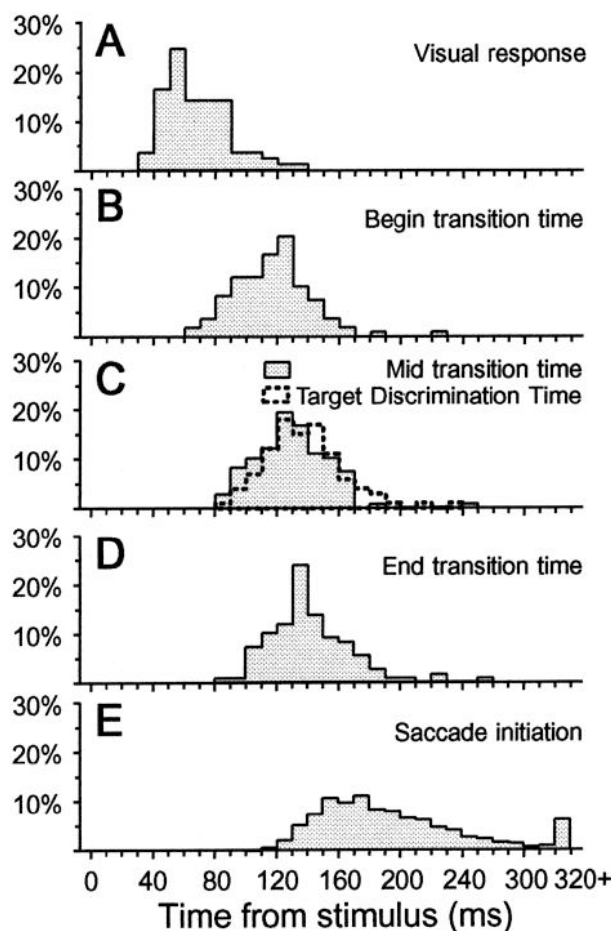 30%
A
Visual response
20%
10%
30%
B
Begin transition time
20%
10%
30%
C
Mid transition time
Target Discrimination Time
20%
10%
30%
D
End transition time
20%
10%
30%
E
Saccade initiation
20%
10%
0 40 80 120 160 200 240 300 320+
Time from stimulus (ms)